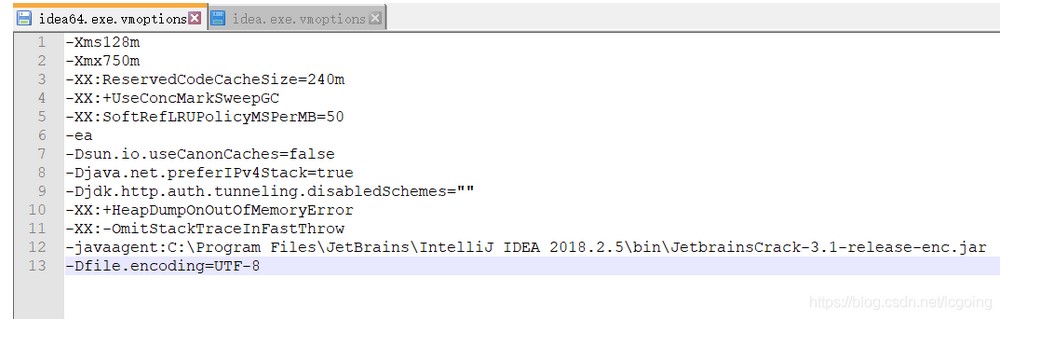 idea64.exe.vmoptions idea.exe.vmoptions
1 -Xms128m
2 -Xmx750m
3 -XX:ReservedCodeCacheSize=240m
4 -XX:+UseConcMarkSweepGC
5 -XX:SoftRefLRUPolicyMSPerMB=50
6 -ea
7 -Dsun.io.useCanonCaches=false
8 -Djava.net.preferIPv4Stack=true
9 -Djdk.http.auth.tunneling.disabledSchemes=""
10 -XX:+HeapDumpOnOutOfMemoryError
11 -XX:-OmitStackTraceInFastThrow
12 -javaagent:C:\Program Files\JetBrains\IntelliJ IDEA 2018.2.5\bin\JetbrainsCrack-3.1-release-enc.jar
13 -Dfile.encoding=UTF-8
https://blog.csdn.net/lcgoing